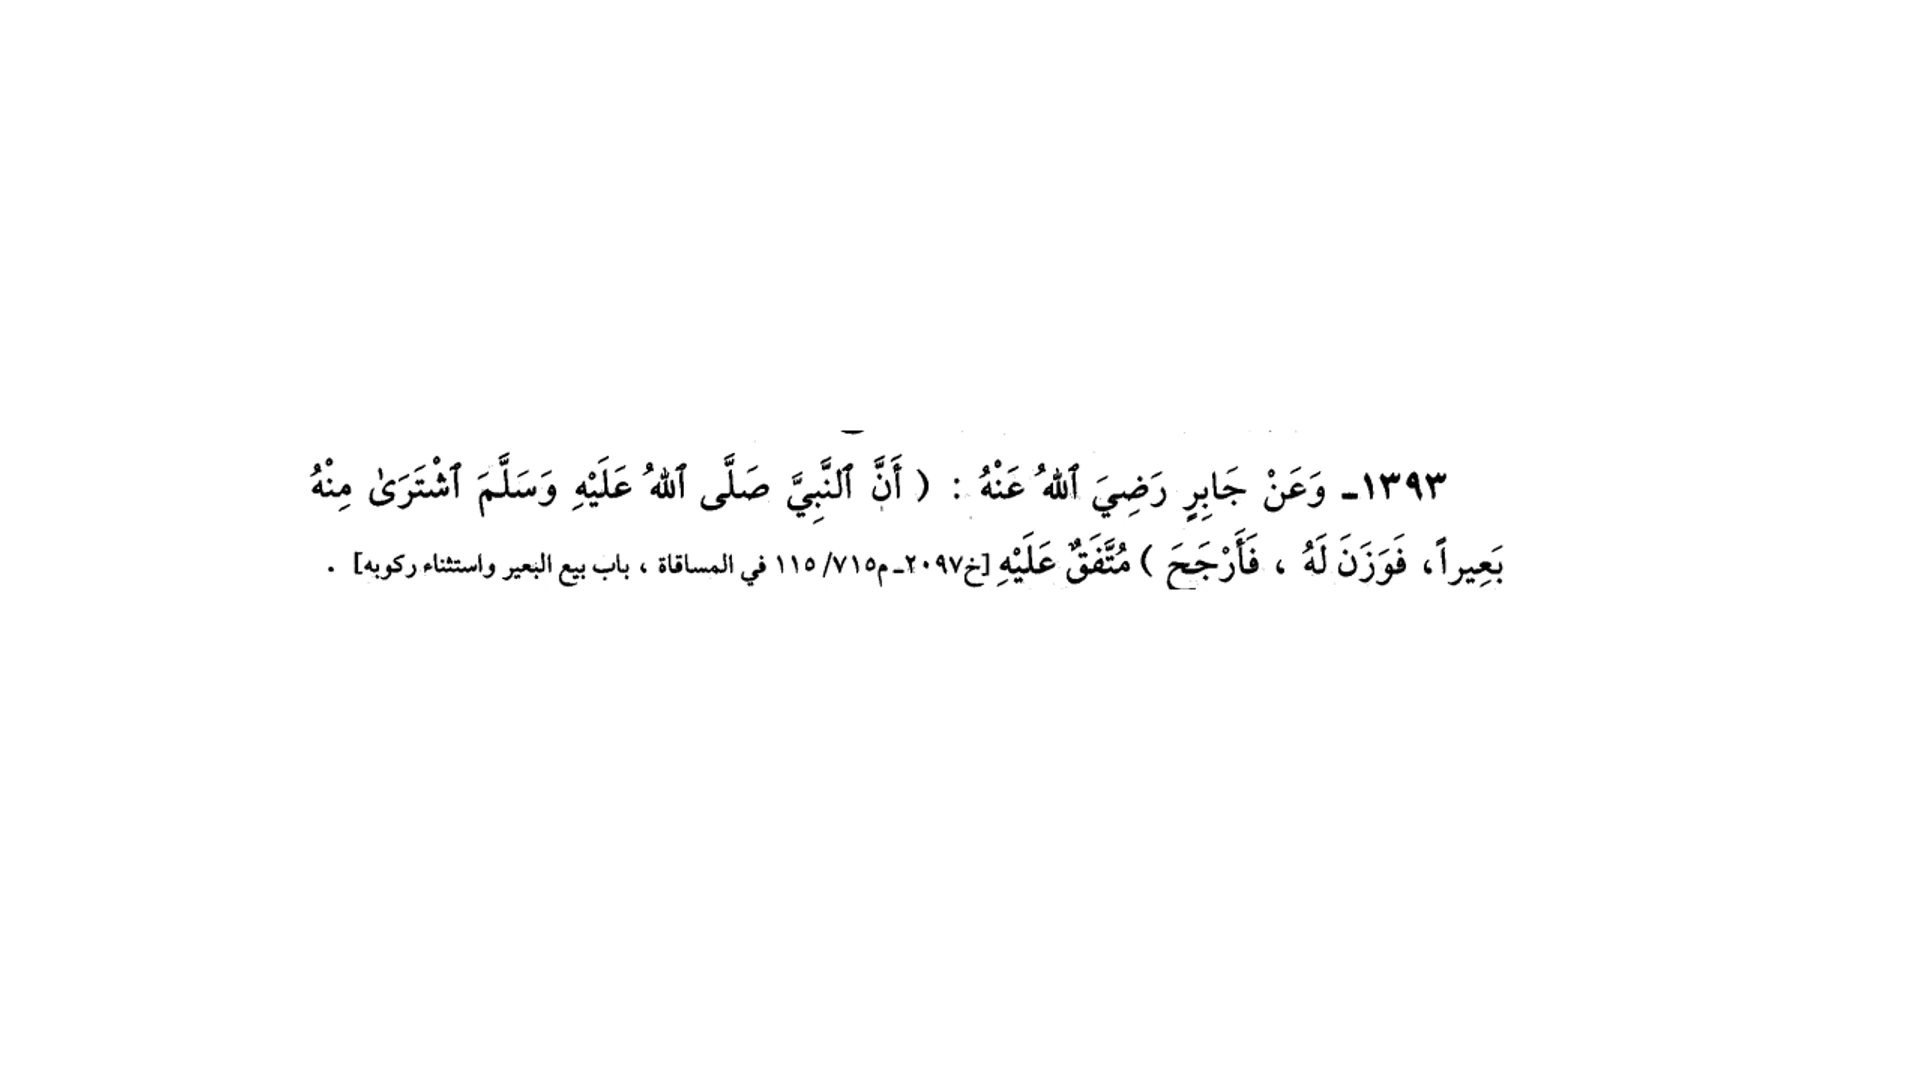 ١٣٩٣ـ وَعَنْ جَابِرٍ رَضِيَ ٱللهُ عَنْهُ : ( أَنَّ ٱلنَّبِيَّ صَلَّى ٱللهُ عَلَيْهِ وَسَلَّمَ ٱشْتَرَىٰ مِنْهُ
بَعِيراً، فَوَزَنَ لَهُ ، فَأَرْجَحَ ) مُتَّفَقٌ عَلَيْهِ [خ٢٠٩٧ـ م٧١٥/ ١١٥ في المساقاة ، باب بيع البعير واستثناء ركوبه] .